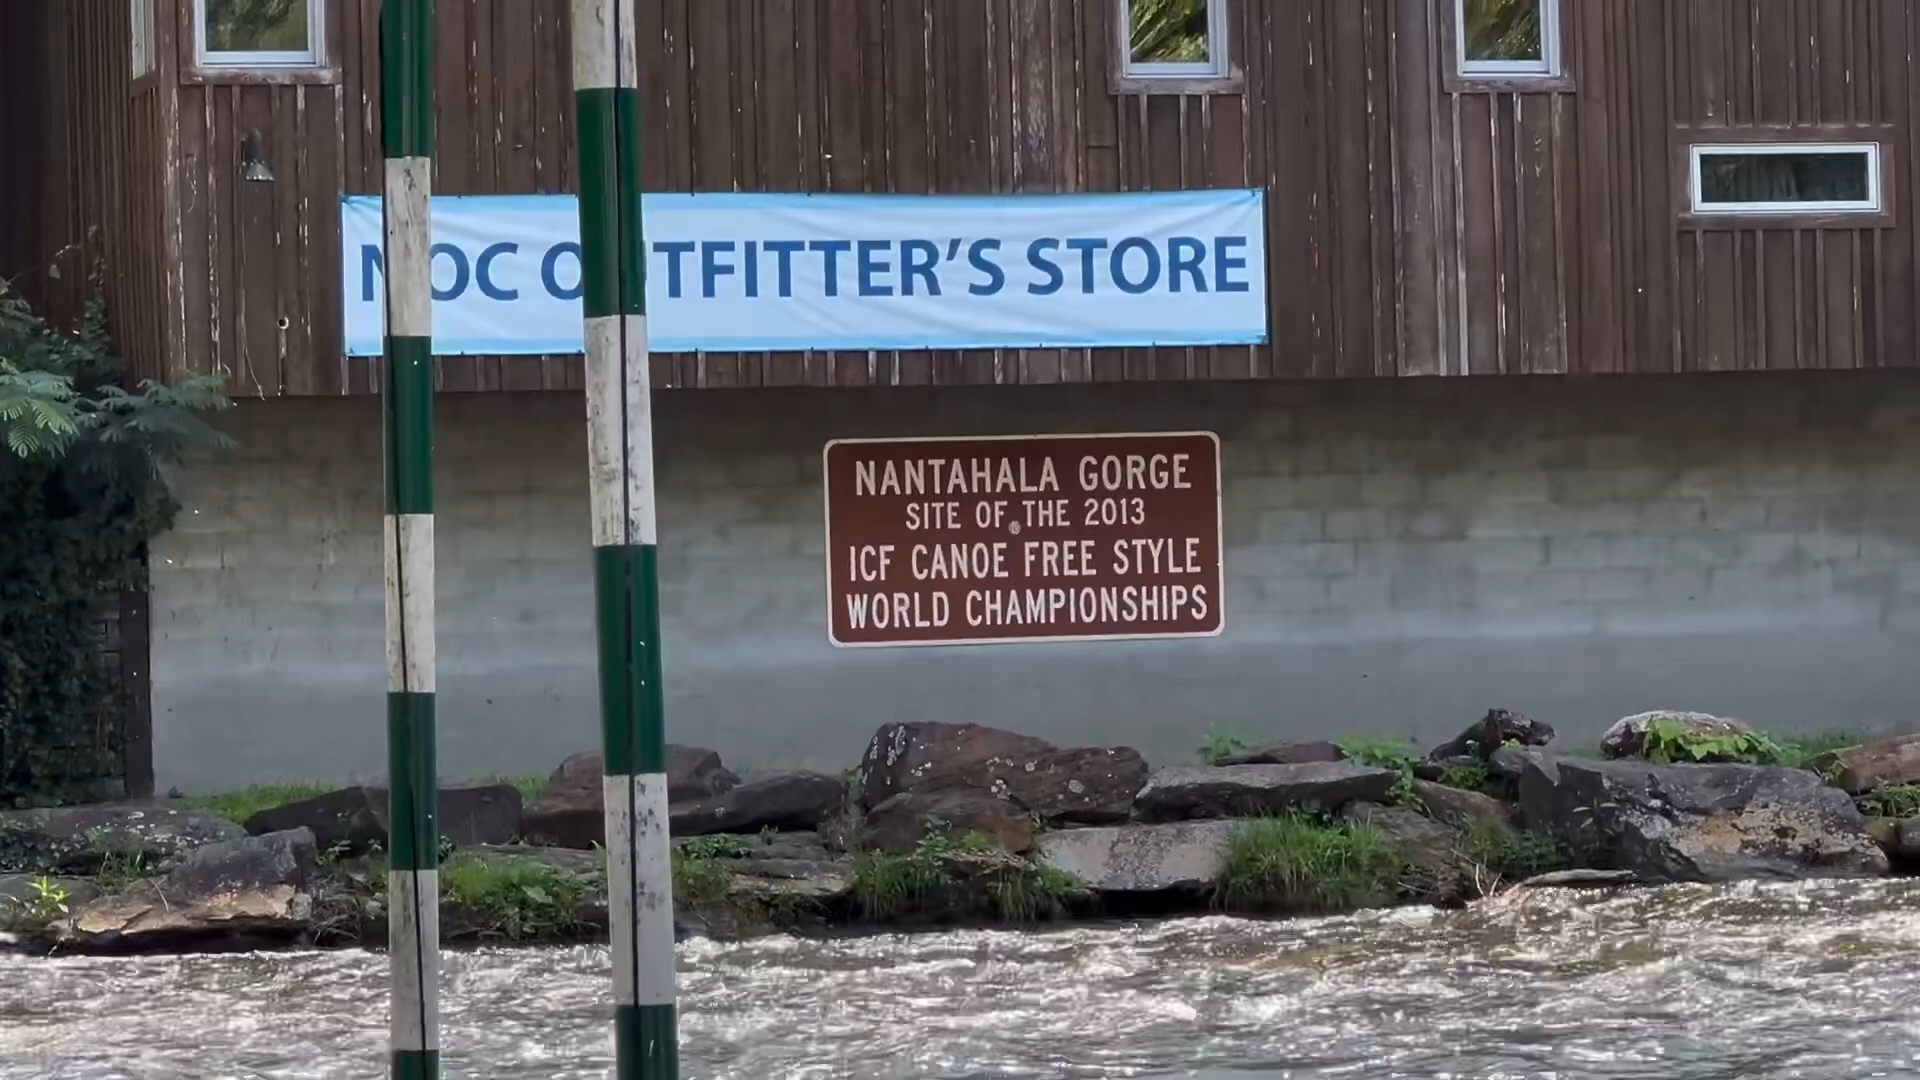 NOC OUTFITTER'S STORE
NANTAHALA GORGE
SITE OF THE 2013
ICF CANOE FREE STYLE
WORLD CHAMPIONSHIPS